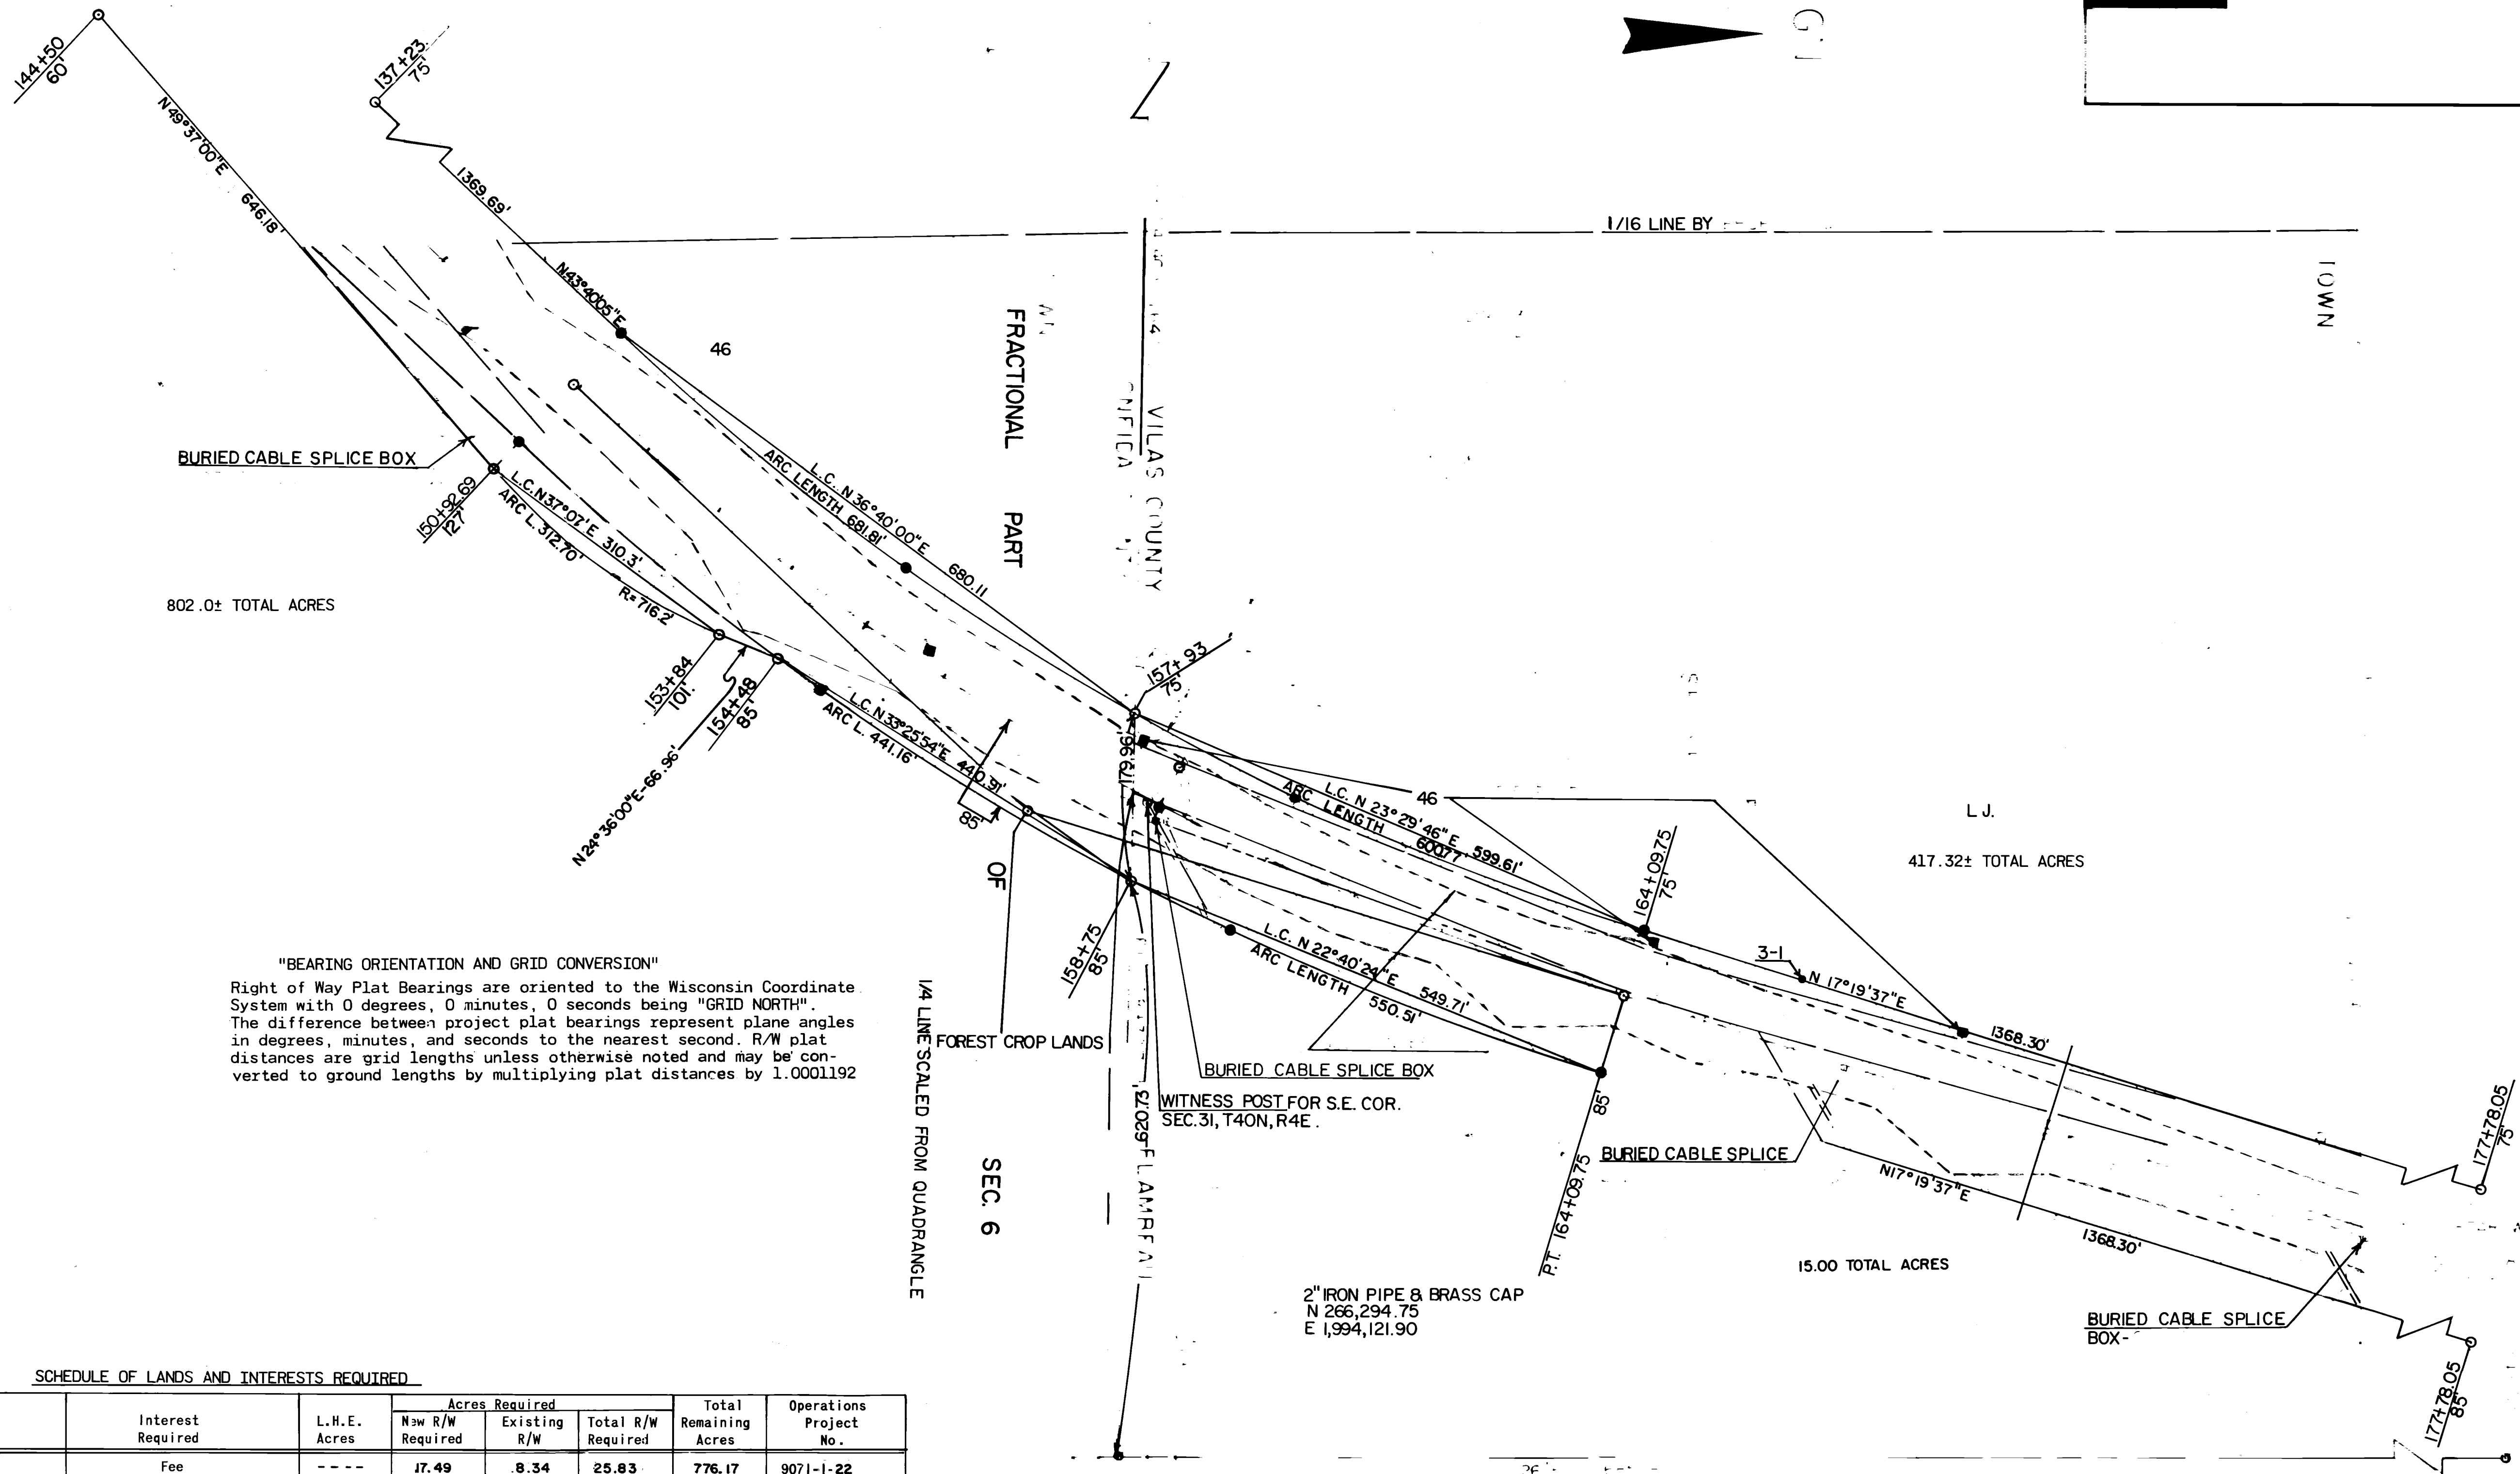 144+50
60'
137+23.
75'
N49°37'00"E 646.18'
1369.69'
N43°40'05"E
1/16 LINE BY
TOWN
46
FRACTIONAL PART
OF
SEC. 6
VILAS COUNTY
BURIED CABLE SPLICE BOX
150+92.69
127'
L.C. N37°07'E 310.3'
ARC L. 312.70'
R=716.2'
L.C. N 36°40'00"E 680.11
ARC LENGTH 681.81'
802.0± TOTAL ACRES
153+84
101'.
154+48
85'
N24°36'00"E-66.96'
L.C. N33°25'54"E 440.91'
ARC L. 441.16'
85'
157+93
75'
179.96'
46
L.C. N 23°29'46"E 599.61'
ARC LENGTH 600.77'
164+09.75
75'
L J.
417.32± TOTAL ACRES
3-1
N 17°19'37"E
1368.30'
158+75
85'
L.C. N 22°40'24"E 549.71'
ARC LENGTH 550.51'
"BEARING ORIENTATION AND GRID CONVERSION"
Right of Way Plat Bearings are oriented to the Wisconsin Coordinate
System with 0 degrees, 0 minutes, 0 seconds being "GRID NORTH".
The difference between project plat bearings represent plane angles
in degrees, minutes, and seconds to the nearest second. R/W plat
distances are grid lengths unless otherwise noted and may be con-
verted to ground lengths by multiplying plat distances by 1.0001192
1/4 LINE SCALED FROM QUADRANGLE
FOREST CROP LANDS
BURIED CABLE SPLICE BOX
WITNESS POST FOR S.E. COR.
SEC.31, T40N, R4E.
620.73'
FLAMBEAU
85'
P.T. 164+09.75
BURIED CABLE SPLICE
N17°19'37"E
1368.30'
177+78.05
75'
15.00 TOTAL ACRES
2" IRON PIPE & BRASS CAP
N 266,294.75
E 1,994,121.90
BURIED CABLE SPLICE
BOX-
177+78.05
85'
SCHEDULE OF LANDS AND INTERESTS REQUIRED
Interest Required L.H.E. Acres Acres Required New R/W Required Existing R/W Total R/W Required Total Remaining Acres Operations Project No.
Fee ---- 17.49 8.34 25.83 776.17 9071-1-22